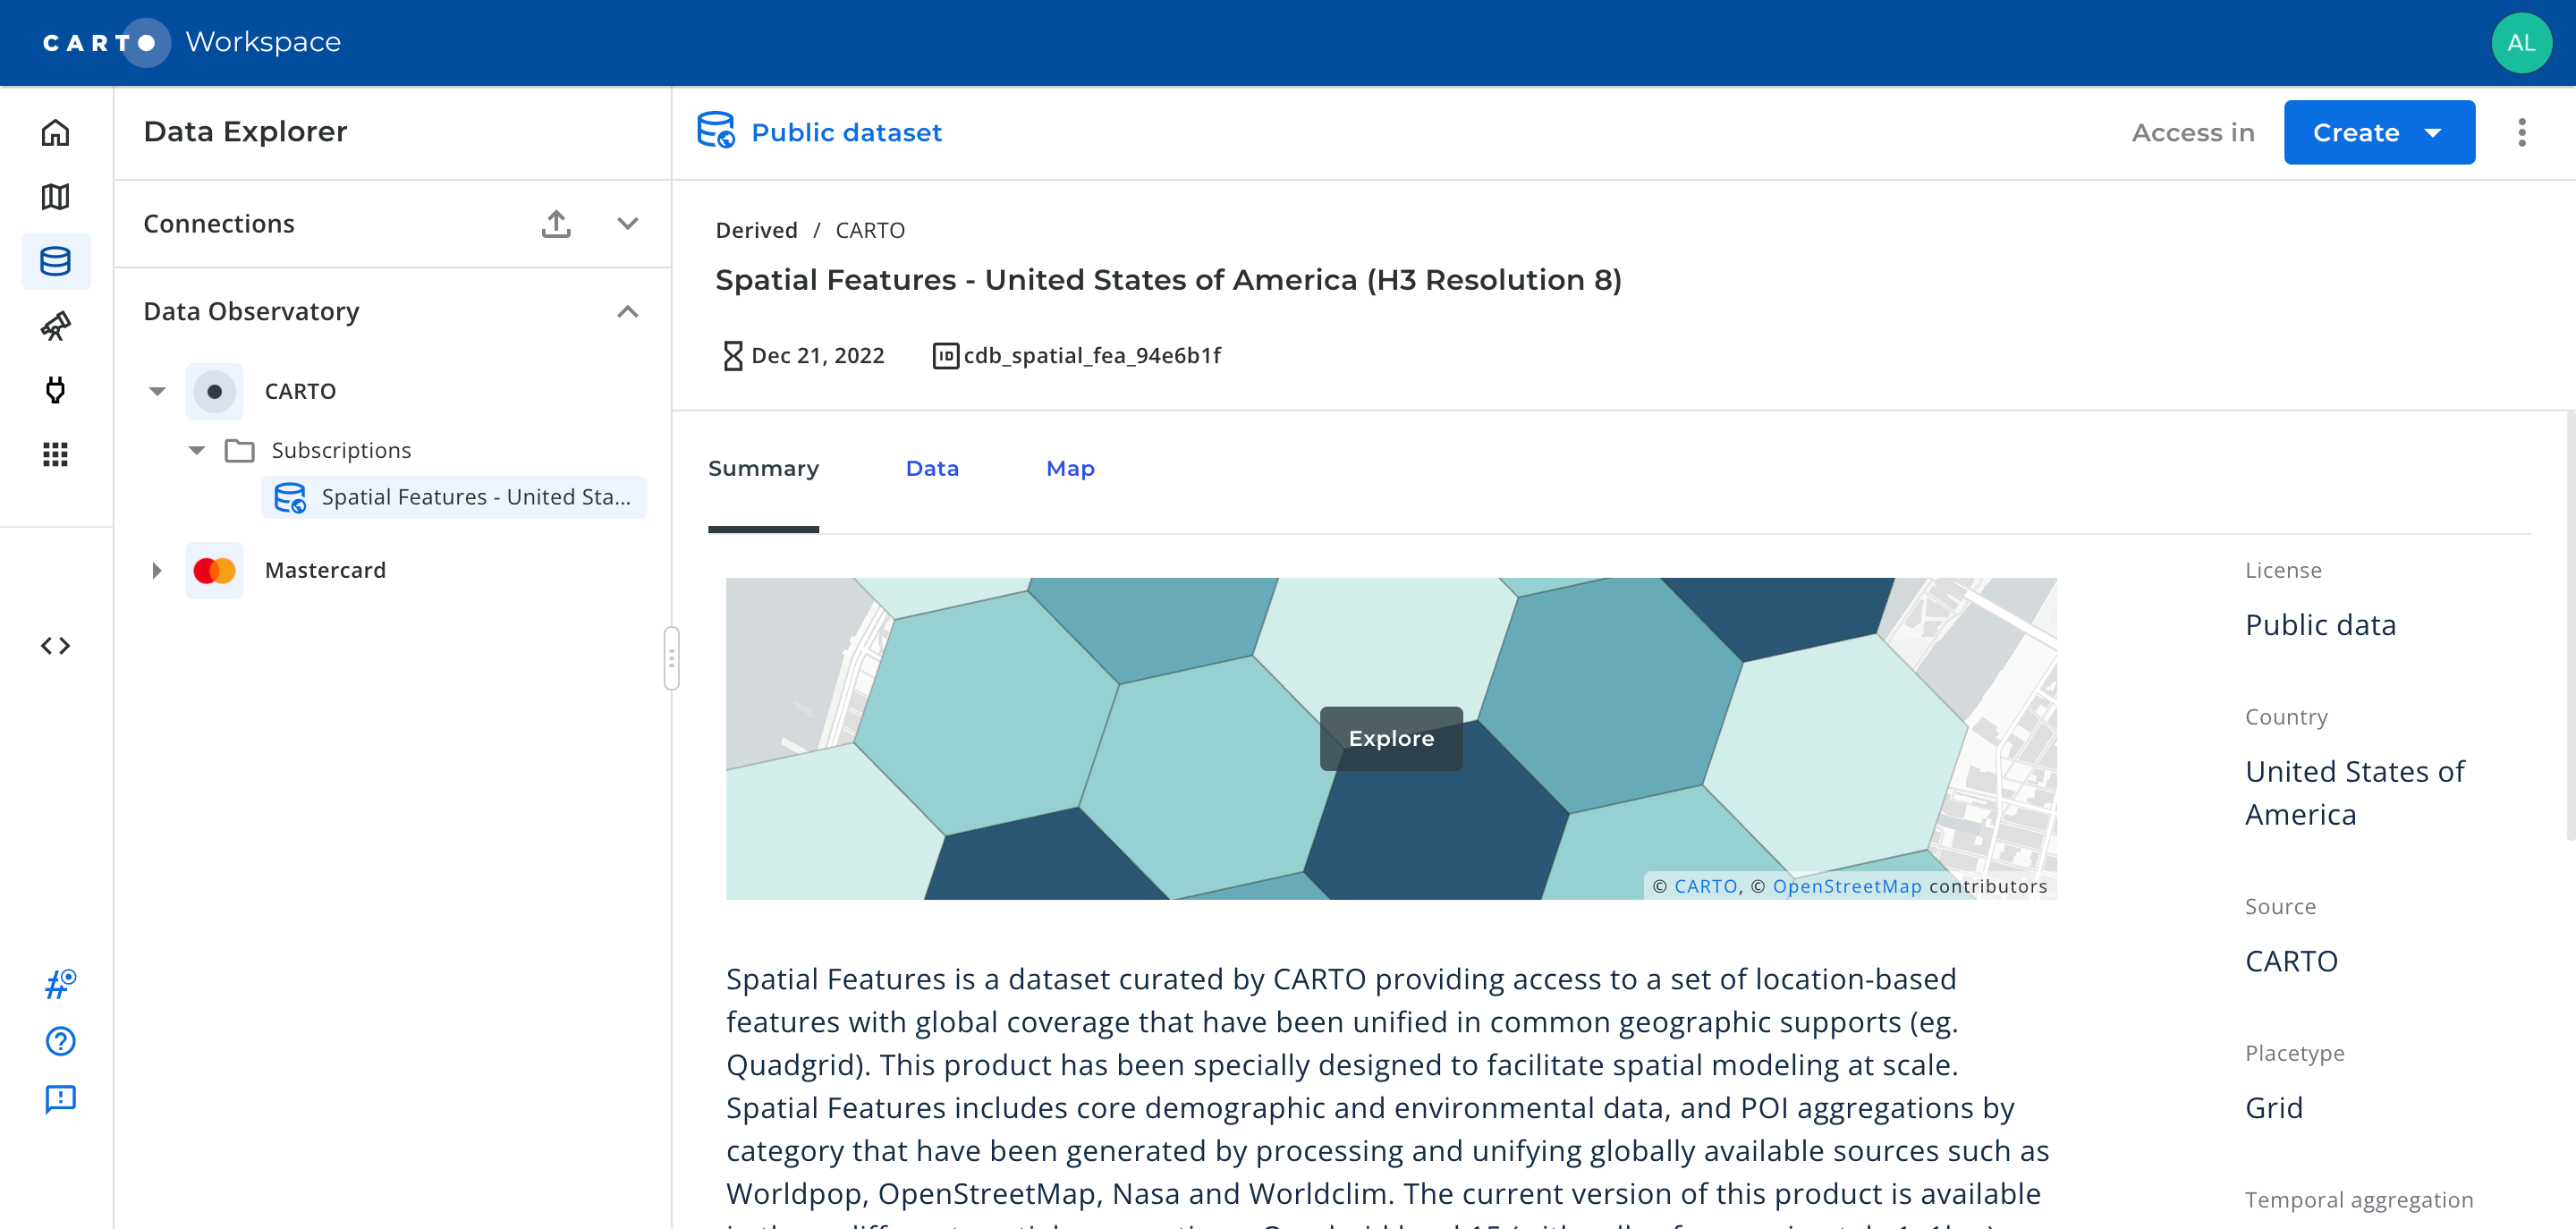 CARTO Workspace
AL
Data Explorer
Public dataset
Access in
Create
Connections
Data Observatory
CARTO
Subscriptions
Spatial Features - United Sta...
Mastercard
Derived / CARTO
Spatial Features - United States of America (H3 Resolution 8)
Dec 21, 2022
ID cdb_spatial_fea_94e6b1f
Summary
Data
Map
Explore
© CARTO, © OpenStreetMap contributors
Spatial Features is a dataset curated by CARTO providing access to a set of location-based
features with global coverage that have been unified in common geographic supports (eg.
Quadgrid). This product has been specially designed to facilitate spatial modeling at scale.
Spatial Features includes core demographic and environmental data, and POI aggregations by
category that have been generated by processing and unifying globally available sources such as
Worldpop, OpenStreetMap, Nasa and Worldclim. The current version of this product is available
License
Public data
Country
United States of
America
Source
CARTO
Placetype
Grid
Temporal aggregation